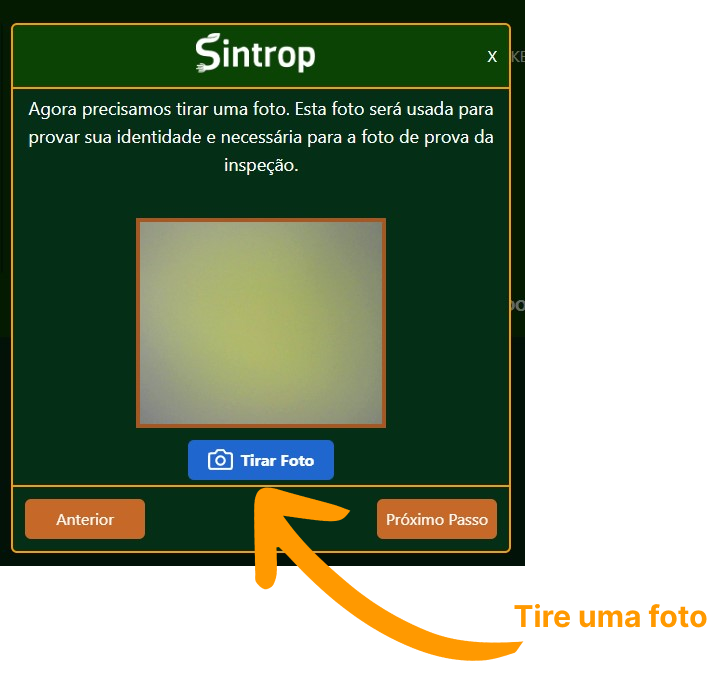 Sintrop
X
Agora precisamos tirar uma foto. Esta foto será usada para
provar sua identidade e necessária para a foto de prova da
inspeção.
Tirar Foto
Anterior
Próximo Passo
Tire uma foto